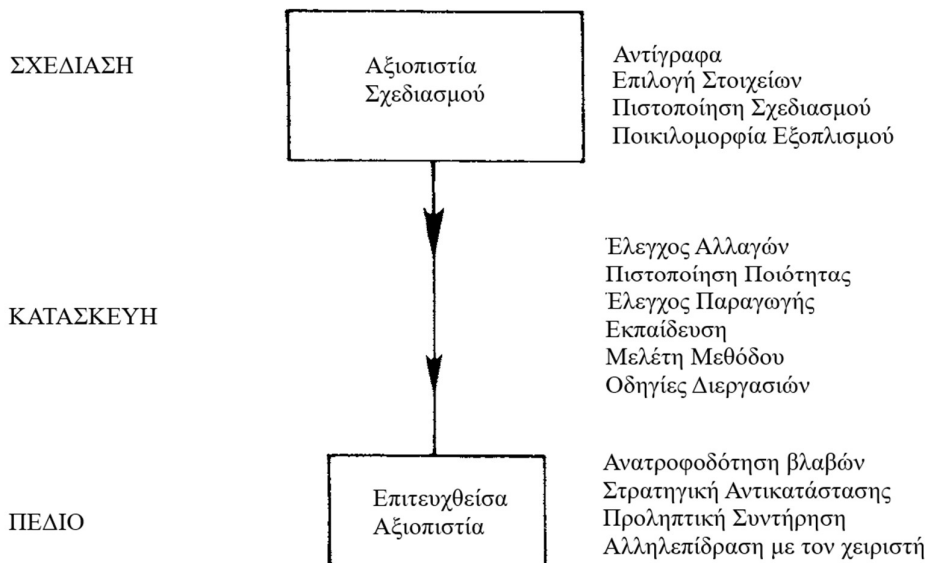 ΣΧΕΔΙΑΣΗ
Αξιοπιστία
Σχεδιασμού
Αντίγραφα
Επιλογή Στοιχείων
Πιστοποίηση Σχεδιασμού
Ποικιλομορφία Εξοπλισμού
ΚΑΤΑΣΚΕΥΗ
Έλεγχος Αλλαγών
Πιστοποίηση Ποιότητας
Έλεγχος Παραγωγής
Εκπαίδευση
Μελέτη Μεθόδου
Οδηγίες Διεργασιών
ΠΕΔΙΟ
Επιτευχθείσα
Αξιοπιστία
Ανατροφοδότηση βλαβών
Στρατηγική Αντικατάστασης
Προληπτική Συντήρηση
Αλληλεπίδραση με τον χειριστή